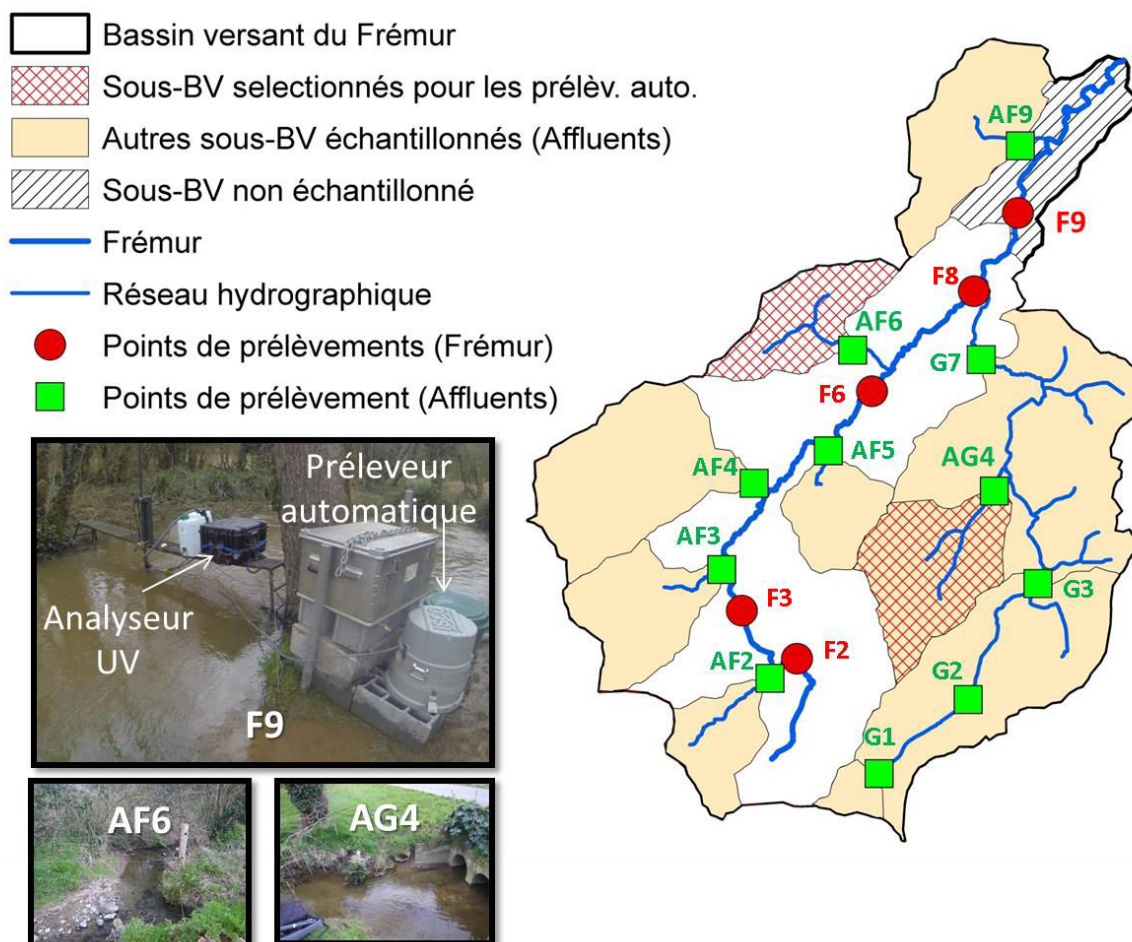 Bassin versant du Frémur
Sous-BV selectionnés pour les prélèv. auto.
Autres sous-BV échantillonnés (Affluents)
Sous-BV non échantillonné
Frémur
Réseau hydrographique
Points de prélèvements (Frémur)
Points de prélèvement (Affluents)
Préleveur
automatique
Analyseur
UV
F9
AF6
AG4
AF9
F9
F8
AF6
G7
F6
AF5
AF4
AG4
AF3
G3
F3
F2
AF2
G2
G1